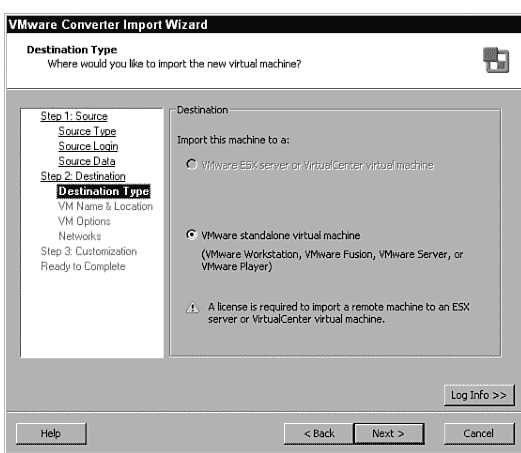 VMware Converter Import Wizard
Destination Type
Where would you like to import the new virtual machine?
Step 1: Source
Source Type
Source Login
Source Data
Step 2: Destination
Destination Type
VM Name & Location
VM Options
Networks
Step 3: Customization
Ready to Complete
Destination
Import this machine to a:
VMware ESX server or VirtualCenter virtual machine
VMware standalone virtual machine
(VMware Workstation, VMware Fusion, VMware Server, or
VMware Player)
A license is required to import a remote machine to an ESX
server or VirtualCenter virtual machine.
Log Info >>
Help
< Back
Next >
Cancel